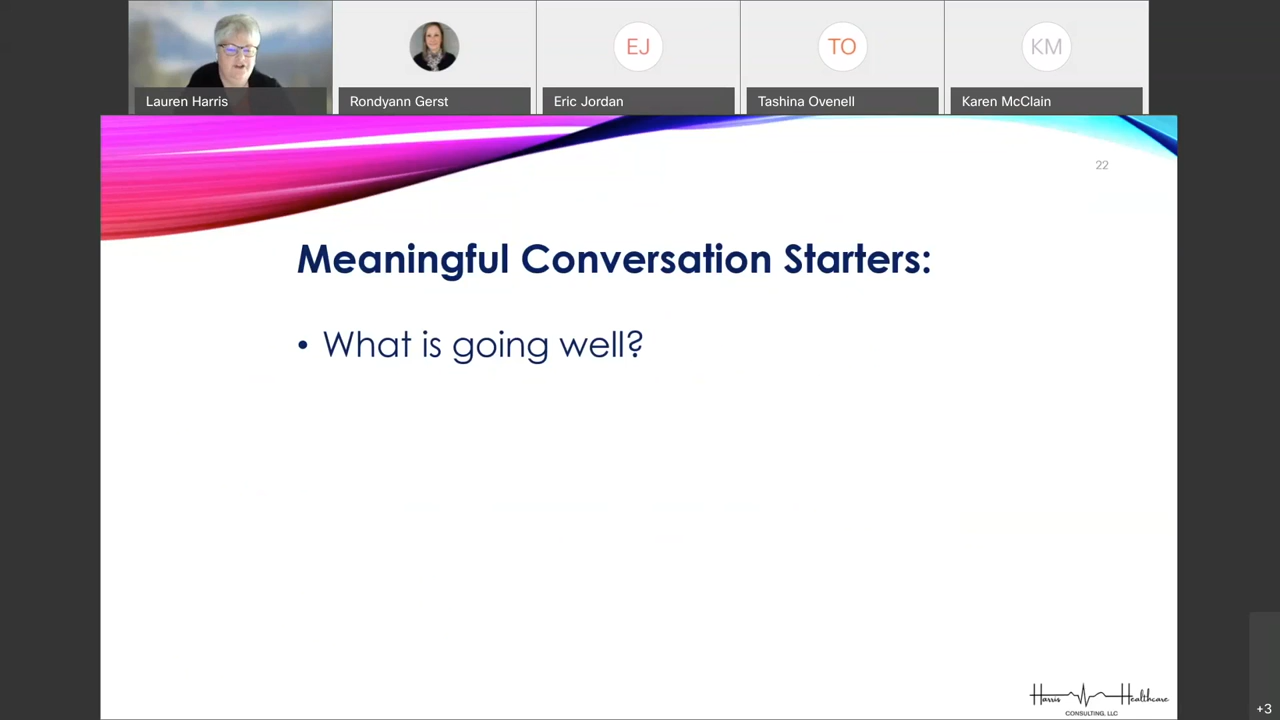 EJ
TO
KM
Lauren Harris
Rondyann Gerst
Eric Jordan
Tashina Ovenell
Karen McClain
22
Meaningful Conversation Starters:
• What is going well?
Harris Healthcare
CONSULTING, LLC
+3